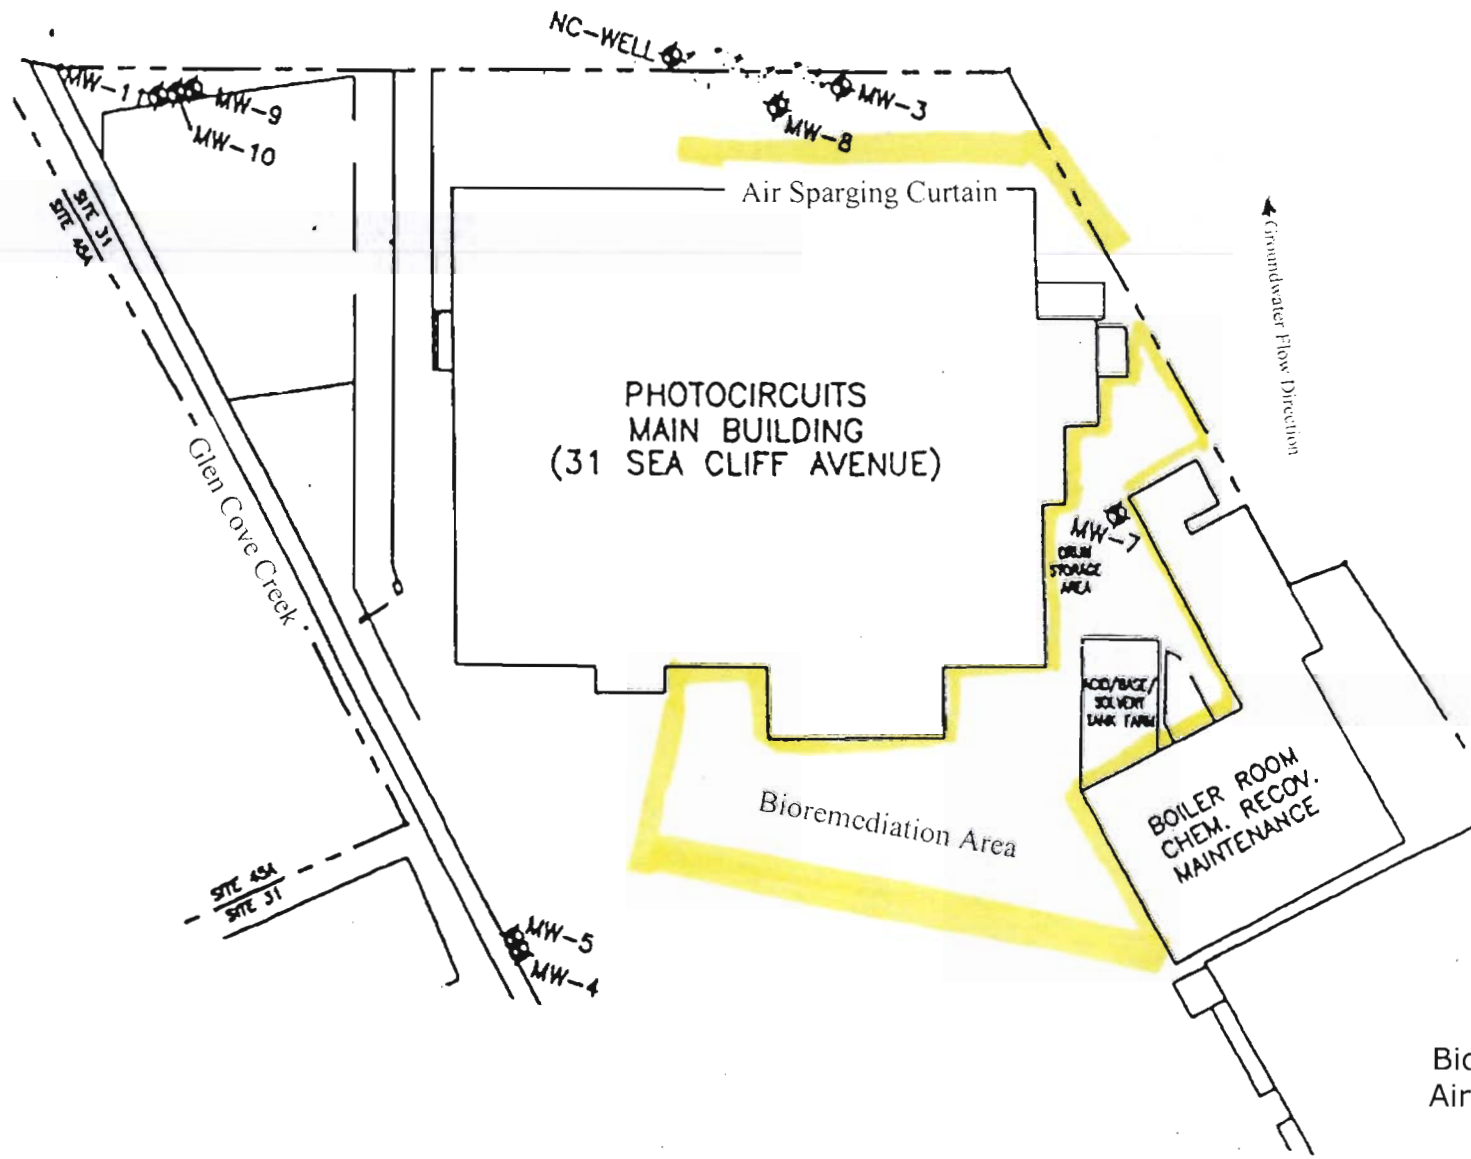 NC-WELL
MW-1
MW-9
MW-10
MW-3
MW-8
Air Sparging Curtain
SITE 31
SITE 48A
Groundwater Flow Direction
PHOTOCIRCUITS
MAIN BUILDING
(31 SEA CLIFF AVENUE)
Glen Cove Creek
MW-7
DRUM
STORAGE
AREA
ACID/BASE/
SOLVENT
TANK FARM
Bioremediation Area
BOILER ROOM
CHEM. RECOV.
MAINTENANCE
SITE 45A
SITE 31
MW-5
MW-4
Air